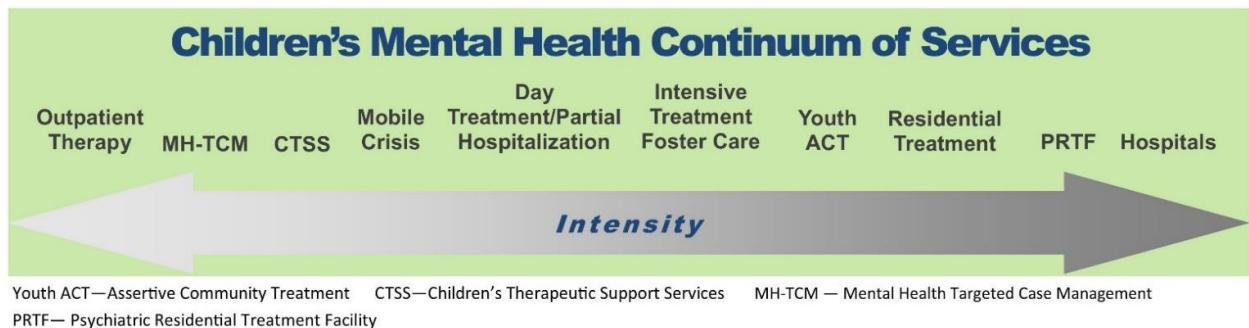 Children's Mental Health Continuum of Services
Outpatient
Therapy
MH-TCM
CTSS
Mobile
Crisis
Day
Treatment/Partial
Hospitalization
Intensive
Treatment
Foster Care
Youth
ACT
Residential
Treatment
PRTF
Hospitals
Intensity
Youth ACT—Assertive Community Treatment CTSS—Children's Therapeutic Support Services MH-TCM — Mental Health Targeted Case Management
PRTF— Psychiatric Residential Treatment Facility